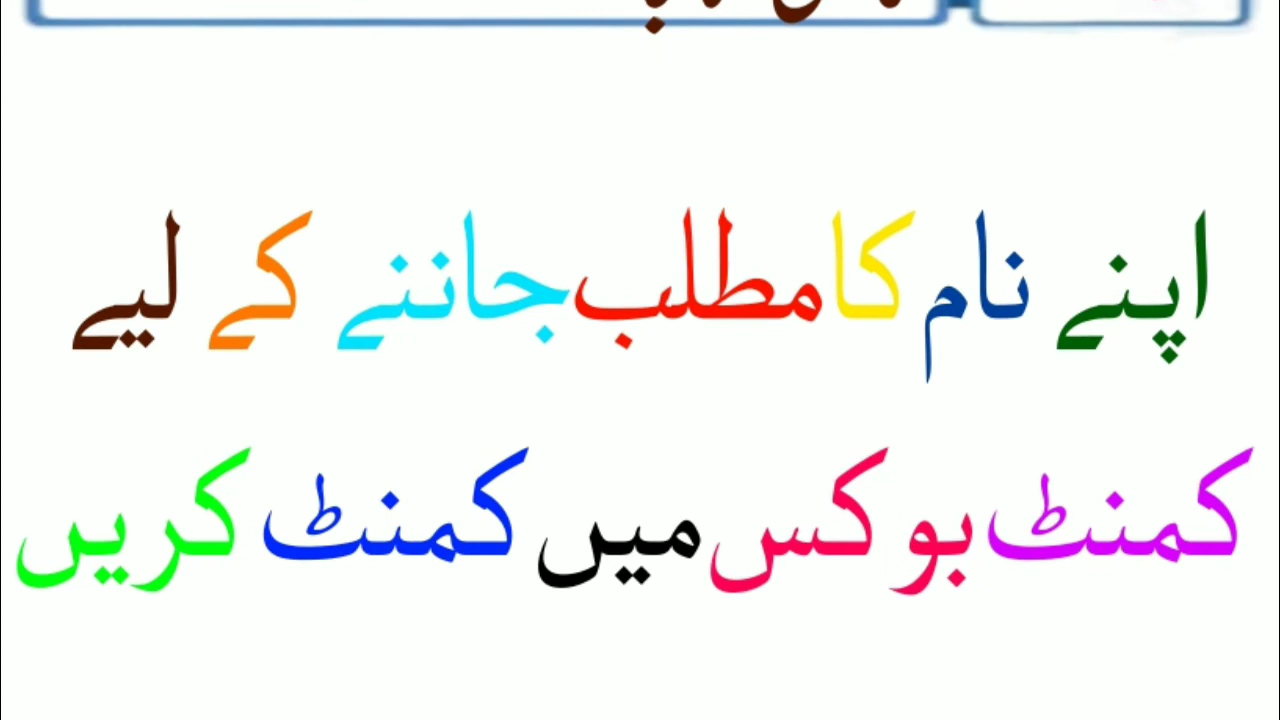 اپنے نام کا مطلب جاننے کے لیے
کمنٹ بوکس میں کمنٹ کریں